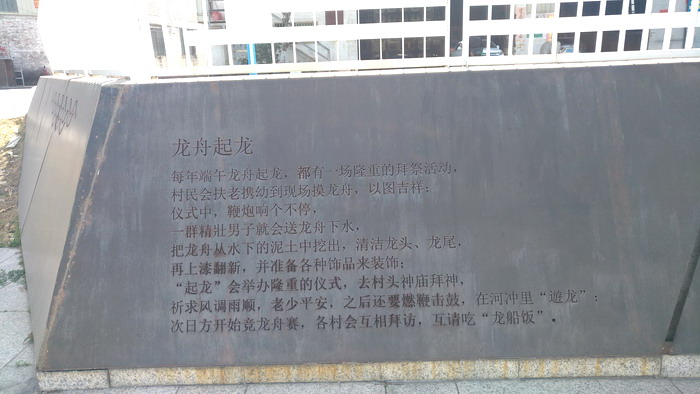 龙舟起龙
每年端午龙舟起龙，都有一场隆重的拜祭活动，
村民会扶老携幼到现场摸龙舟，以图吉祥；
仪式中，鞭炮响个不停，
一群精壮男子就会送龙舟下水，
把龙舟丛水下的泥土中挖出，清洁龙头、龙尾，
再上漆翻新，并准备各种饰品来装饰；
“起龙”会举办隆重的仪式，去村头神庙拜神，
祈求风调雨顺，老少平安，之后还要燃鞭击鼓，在河冲里“遊龙”；
次日方开始竞龙舟赛，各村会互相拜访，互请吃“龙船饭”。